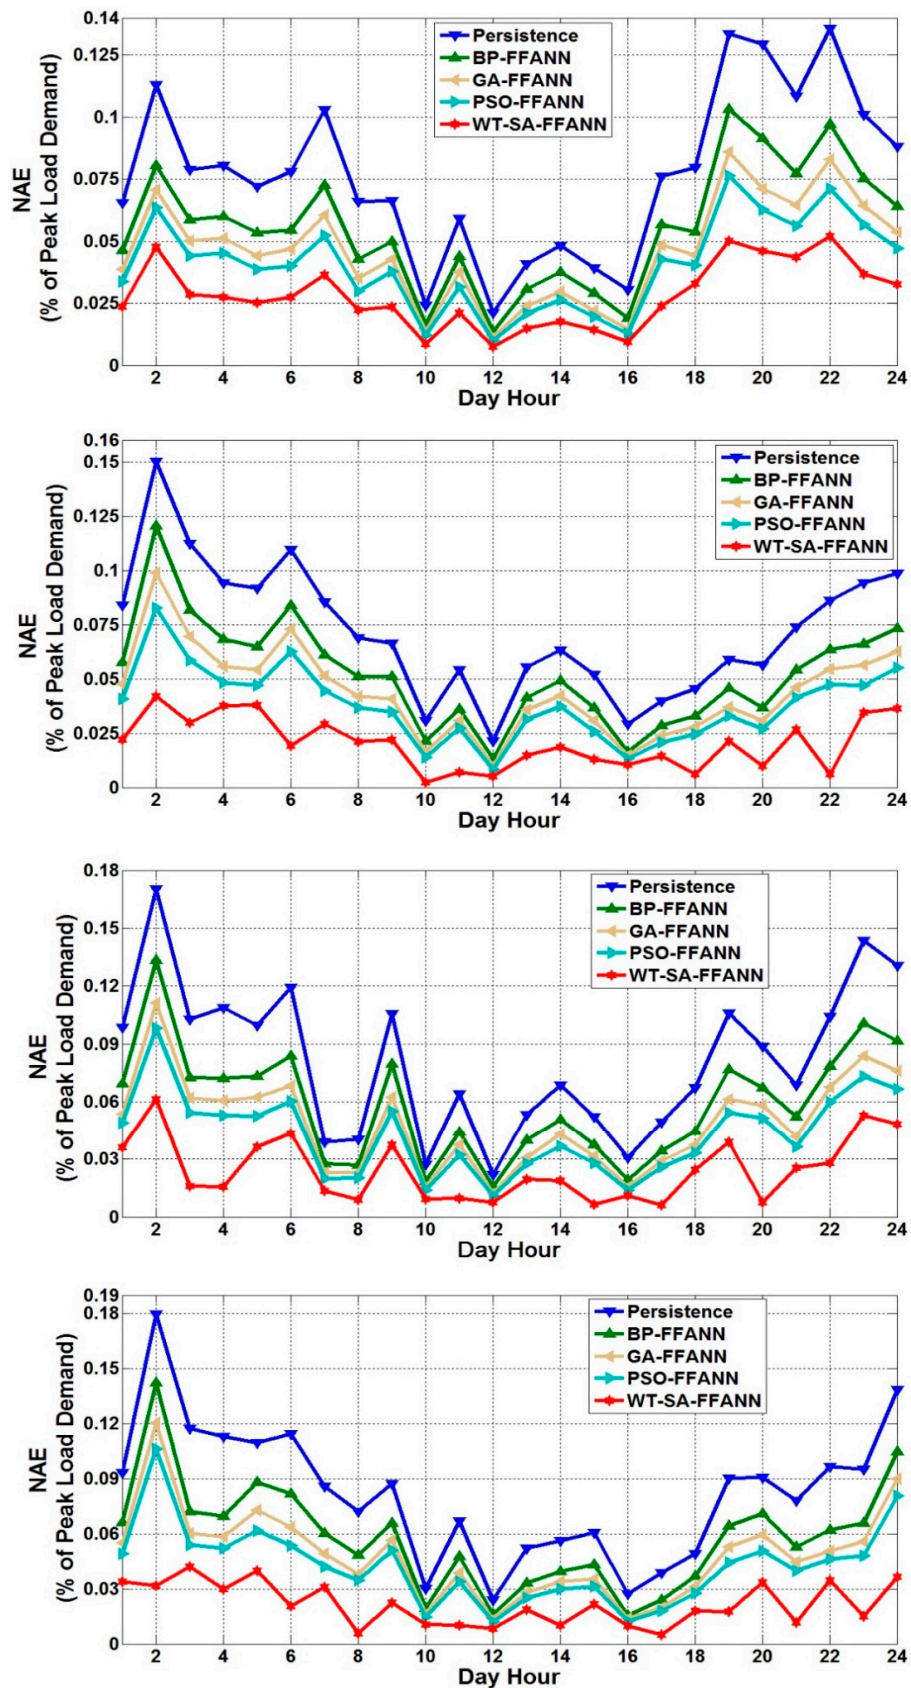 0.14
0.125
0.1
0.075
0.05
0.025
0
NAE
(% of Peak Load Demand)
Persistence
BP-FFANN
GA-FFANN
PSO-FFANN
WT-SA-FFANN
2 4 6 8 10 12 14 16 18 20 22 24
Day Hour
0.16
0.15
0.125
0.1
0.075
0.05
0.025
0
NAE
(% of Peak Load Demand)
Persistence
BP-FFANN
GA-FFANN
PSO-FFANN
WT-SA-FFANN
2 4 6 8 10 12 14 16 18 20 22 24
Day Hour
0.18
0.15
0.12
0.09
0.06
0.03
0
NAE
(% of Peak Load Demand)
Persistence
BP-FFANN
GA-FFANN
PSO-FFANN
WT-SA-FFANN
2 4 6 8 10 12 14 16 18 20 22 24
Day Hour
0.19
0.18
0.15
0.12
0.09
0.06
0.03
0
NAE
(% of Peak Load Demand)
Persistence
BP-FFANN
GA-FFANN
PSO-FFANN
WT-SA-FFANN
2 4 6 8 10 12 14 16 18 20 22 24
Day Hour